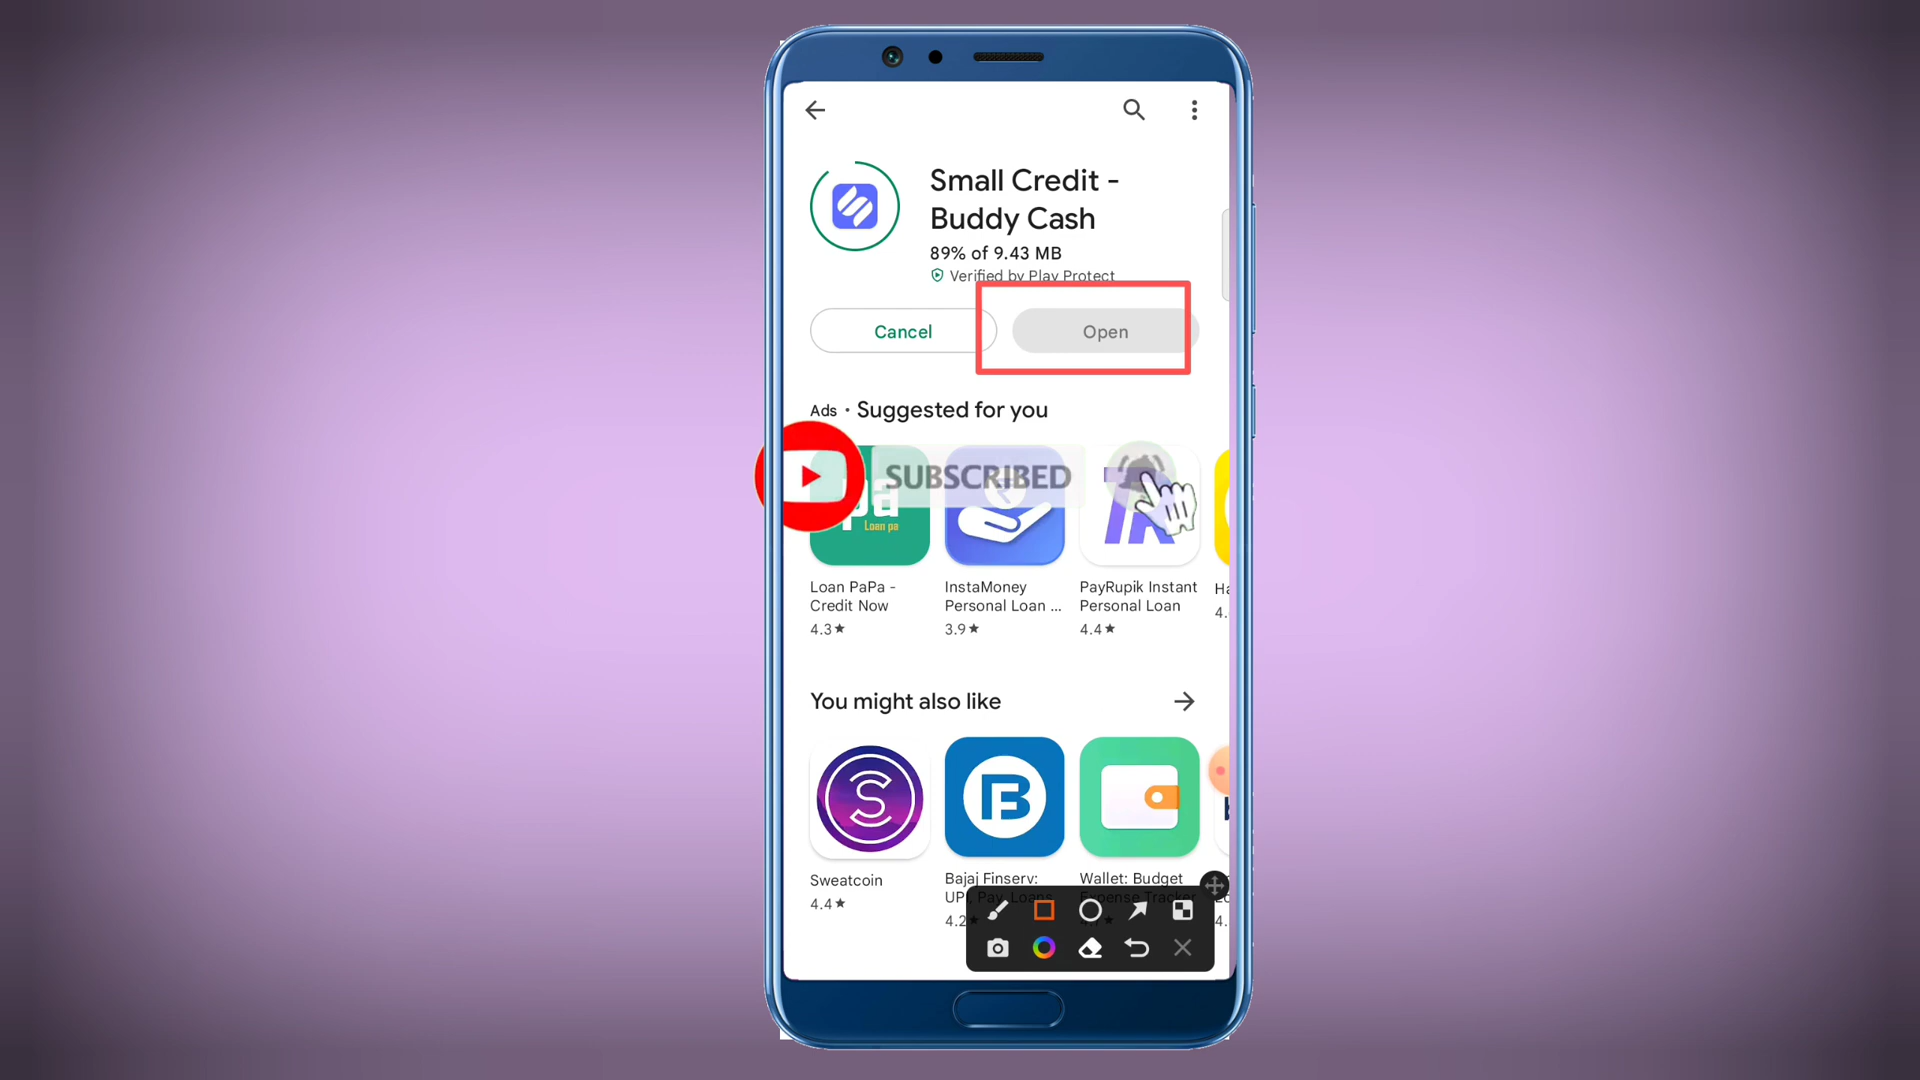 Small Credit -
Buddy Cash
89% of 9.43 MB
Verified by Play Protect
Cancel
Open
Ads • Suggested for you
SUBSCRIBED
pa
Loan pa
Loan PaPa -
Credit Now
4.3★
InstaMoney
Personal Loan ...
3.9★
PayRupik Instant
Personal Loan
4.4★
Ha
4.
You might also like
Sweatcoin
4.4★
Bajaj Finserv:
UPI, Pay, Loans
4.2★
Wallet: Budget
Expense Tracker
4.